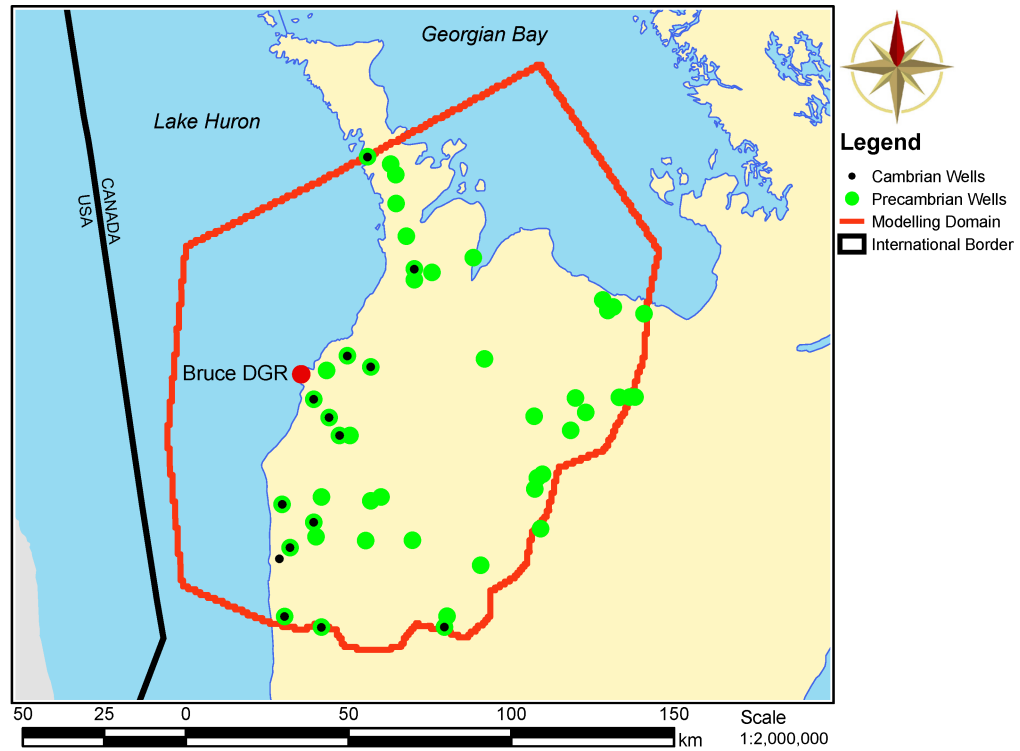 Georgian Bay
Lake Huron
CANADA
USA
Bruce DGR
Legend
Cambrian Wells
Precambrian Wells
Modelling Domain
International Border
50 25 0 50 100 150
km
Scale
1:2,000,000